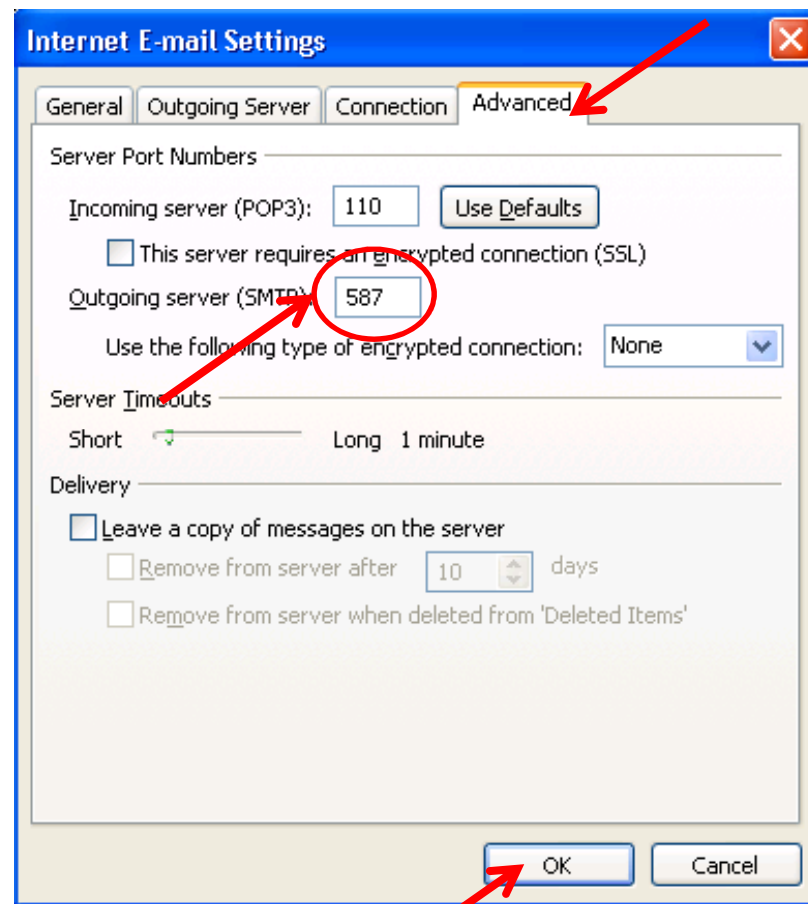 Internet E-mail Settings
General Outgoing Server Connection Advanced
Server Port Numbers
Incoming server (POP3): 110 Use Defaults
This server requires an encrypted connection (SSL)
Outgoing server (SMTP): 587
Use the following type of encrypted connection: None
Server Timeouts
Short Long 1 minute
Delivery
Leave a copy of messages on the server
Remove from server after 10 days
Remove from server when deleted from 'Deleted Items'
OK Cancel